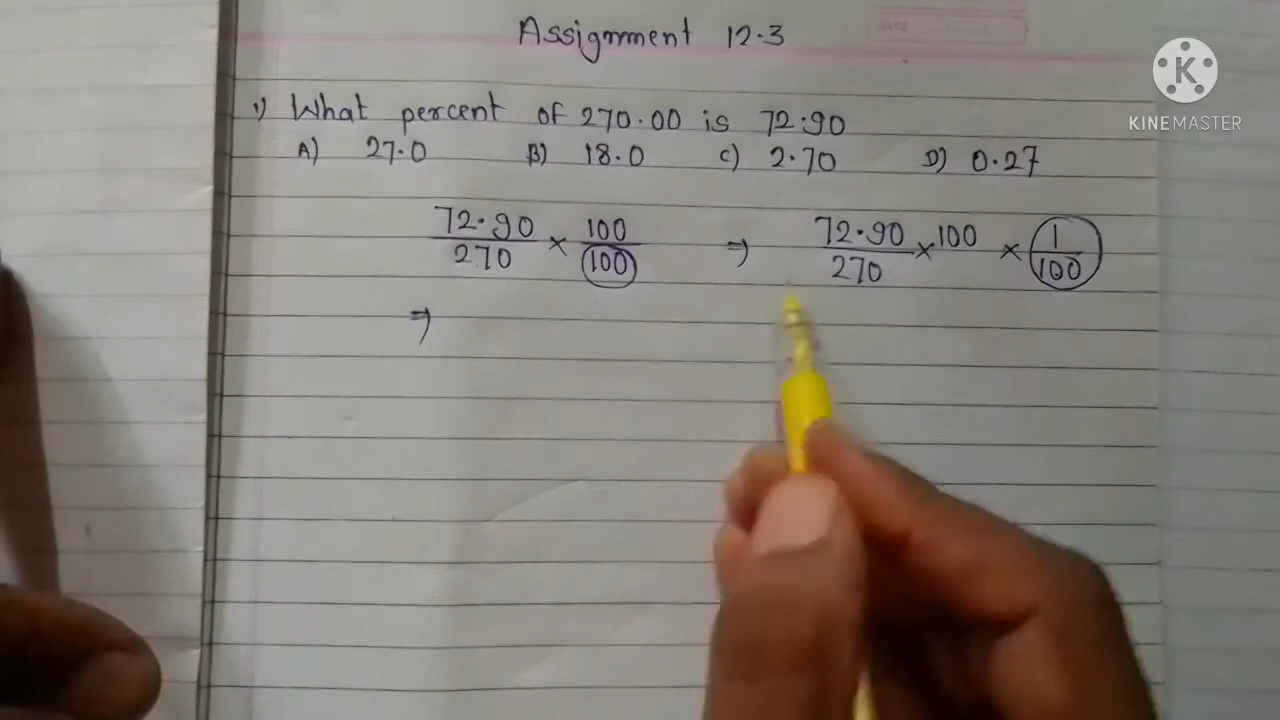 Assignment 12.3
DATE
KINEMASTER
1) What percent of 270.00 is 72.90
A) 27.0 B) 18.0 C) 2.70 D) 0.27
72.90/270 × 100/100 ⇒ 72.90/270 × 100 × 1/100
⇒